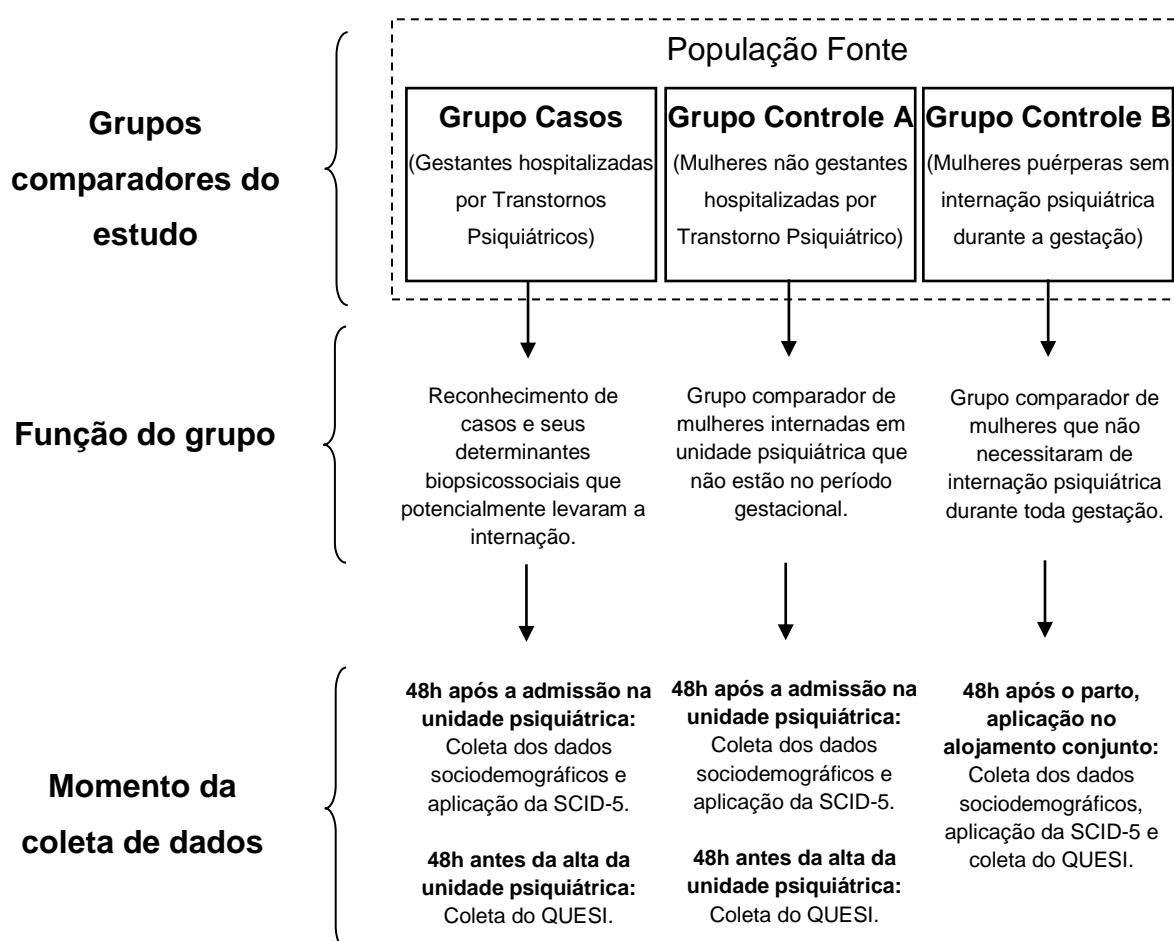 População Fonte
Grupos
comparadores do
estudo
Grupo Casos
(Gestantes hospitalizadas
por Transtornos
Psiquiátricos)
Grupo Controle A
(Mulheres não gestantes
hospitalizadas por
Transtorno Psiquiátrico)
Grupo Controle B
(Mulheres puérperas sem
internação psiquiátrica
durante a gestação)
Função do grupo
Reconhecimento de
casos e seus
determinantes
biopsicossociais que
potencialmente levaram a
internação.
Grupo comparador de
mulheres internadas em
unidade psiquiátrica que
não estão no período
gestacional.
Grupo comparador de
mulheres que não
necessitaram de
internação psiquiátrica
durante toda gestação.
Momento da
coleta de dados
48h após a admissão na
unidade psiquiátrica:
Coleta dos dados
sociodemográficos e
aplicação da SCID-5.
48h antes da alta da
unidade psiquiátrica:
Coleta do QUESI.
48h após a admissão na
unidade psiquiátrica:
Coleta dos dados
sociodemográficos e
aplicação da SCID-5.
48h antes da alta da
unidade psiquiátrica:
Coleta do QUESI.
48h após o parto,
aplicação no
alojamento conjunto:
Coleta dos dados
sociodemográficos,
aplicação da SCID-5 e
coleta do QUESI.